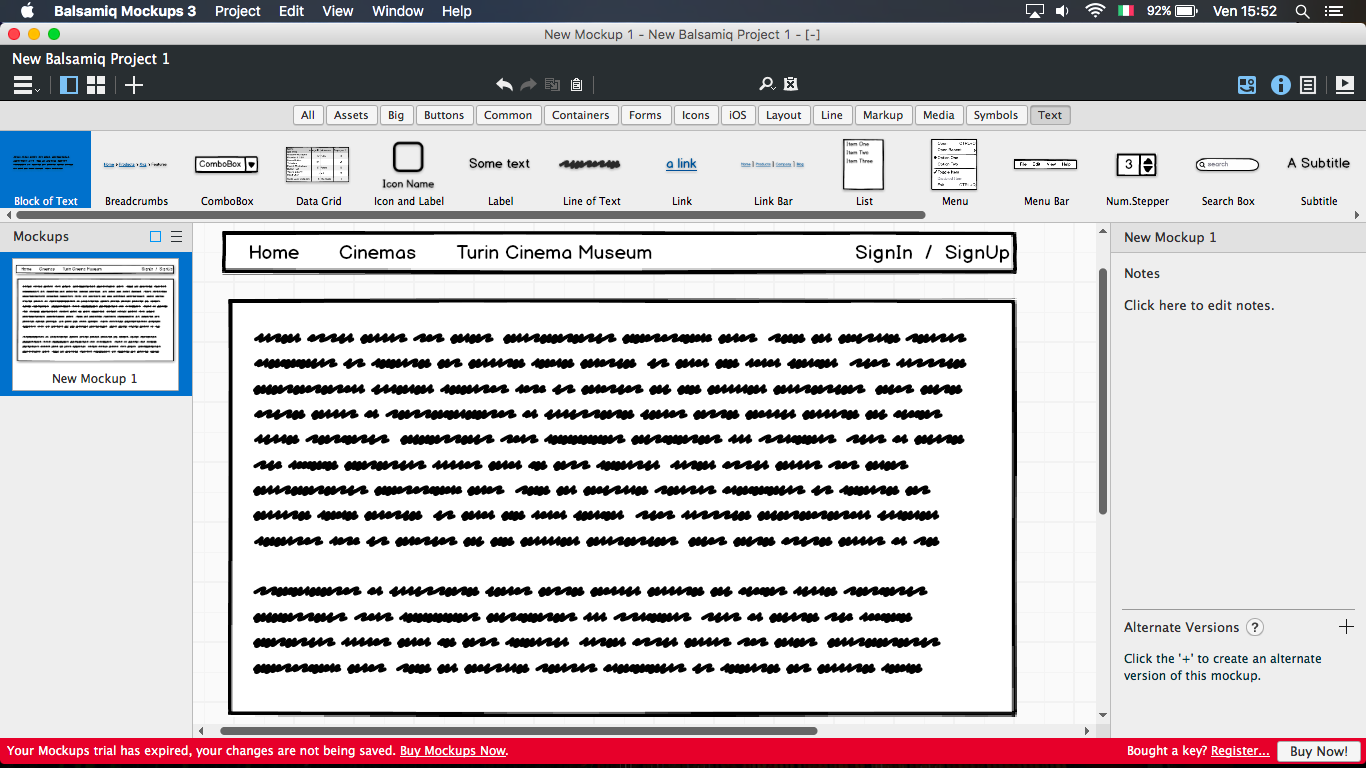 Balsamiq Mockups 3 Project Edit View Window Help 92% Ven 15:52
New Mockup 1 - New Balsamiq Project 1 - [-]
New Balsamiq Project 1
All Assets Big Buttons Common Containers Forms Icons iOS Layout Line Markup Media Symbols Text
ComboBox Icon Name Some text a link Item One Item Two Item Three 3 search A Subtitle
Block of Text Breadcrumbs ComboBox Data Grid Icon and Label Label Line of Text Link Link Bar List Menu Menu Bar Num.Stepper Search Box Subtitle
Mockups
New Mockup 1
Home Cinemas Turin Cinema Museum SignIn / SignUp
New Mockup 1
Notes
Click here to edit notes.
Alternate Versions ?
Click the '+' to create an alternate
version of this mockup.
Your Mockups trial has expired, your changes are not being saved. Buy Mockups Now. Bought a key? Register... Buy Now!